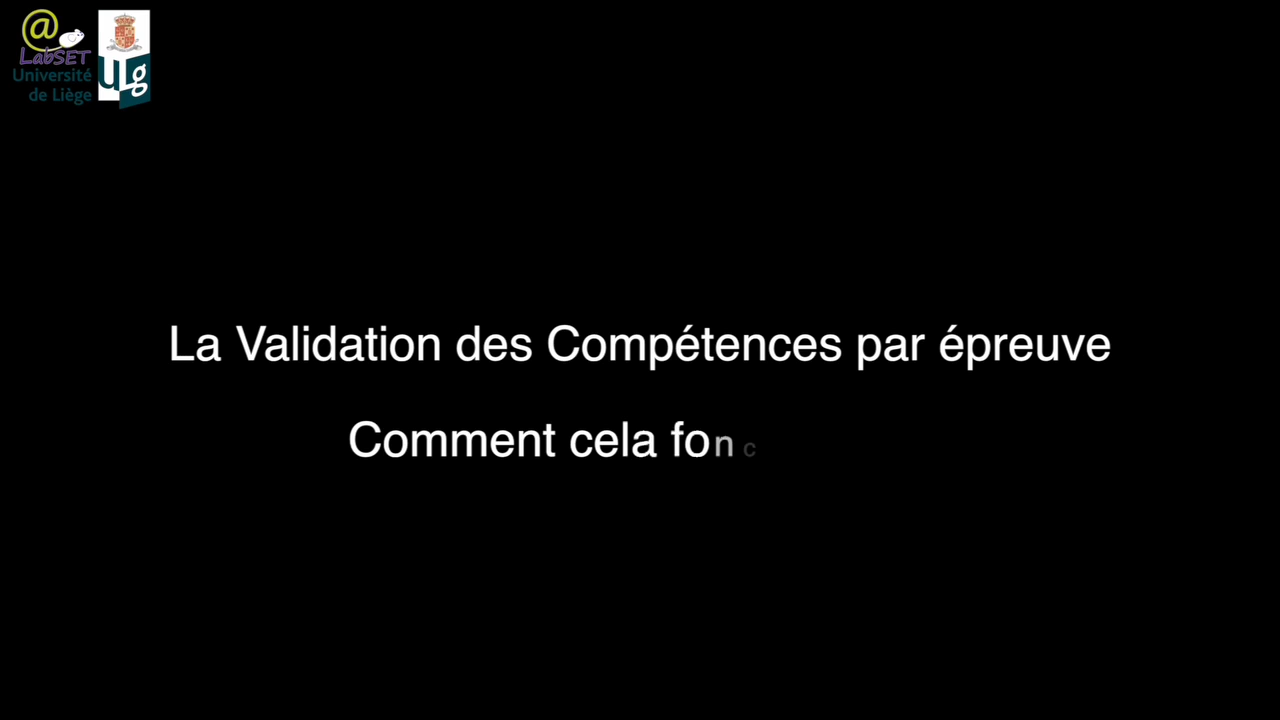 @
LabSET
Université
de Liège
ULg
La Validation des Compétences par épreuve
Comment cela fonc